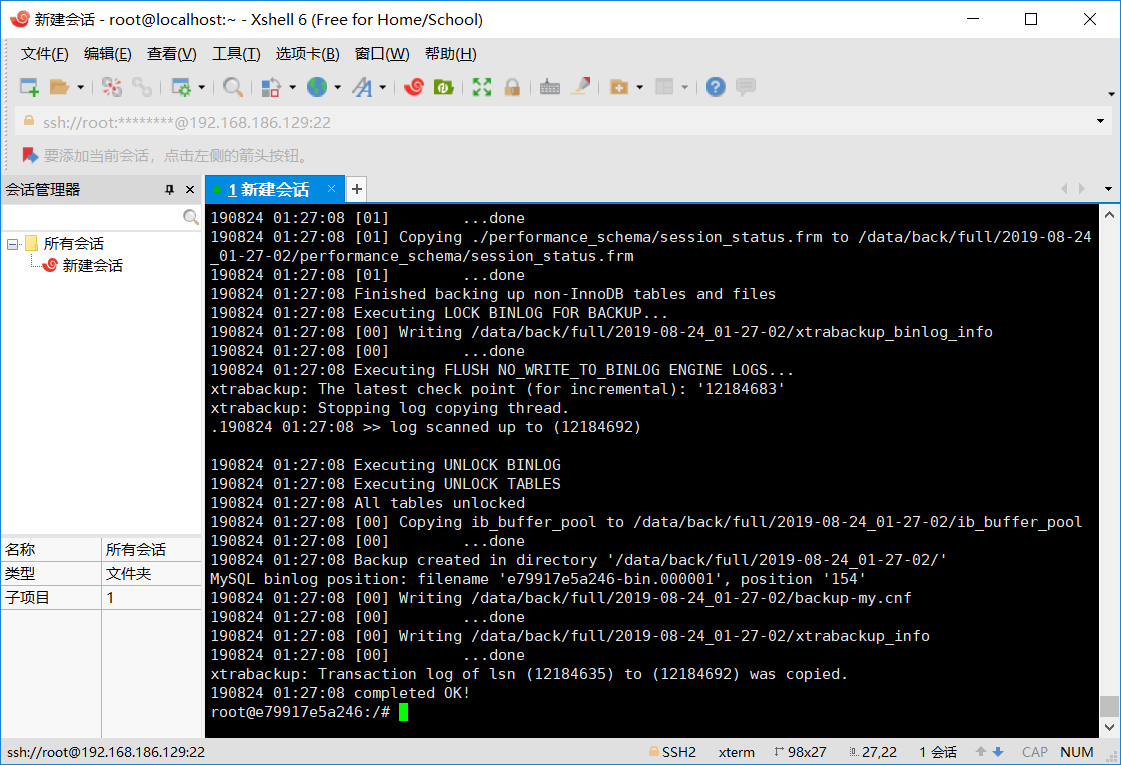 新建会话 - root@localhost:~ - Xshell 6 (Free for Home/School)
文件(F) 编辑(E) 查看(V) 工具(T) 选项卡(B) 窗口(W) 帮助(H)
ssh://root:********@192.168.186.129:22
要添加当前会话，点击左侧的箭头按钮。
会话管理器
1 新建会话
所有会话
新建会话
名称 所有会话
类型 文件夹
子项目 1
190824 01:27:08 [01]        ...done
190824 01:27:08 [01] Copying ./performance_schema/session_status.frm to /data/back/full/2019-08-24
_01-27-02/performance_schema/session_status.frm
190824 01:27:08 [01]        ...done
190824 01:27:08 Finished backing up non-InnoDB tables and files
190824 01:27:08 Executing LOCK BINLOG FOR BACKUP...
190824 01:27:08 [00] Writing /data/back/full/2019-08-24_01-27-02/xtrabackup_binlog_info
190824 01:27:08 [00]        ...done
190824 01:27:08 Executing FLUSH NO_WRITE_TO_BINLOG ENGINE LOGS...
xtrabackup: The latest check point (for incremental): '12184683'
xtrabackup: Stopping log copying thread.
.190824 01:27:08 >> log scanned up to (12184692)
190824 01:27:08 Executing UNLOCK BINLOG
190824 01:27:08 Executing UNLOCK TABLES
190824 01:27:08 All tables unlocked
190824 01:27:08 [00] Copying ib_buffer_pool to /data/back/full/2019-08-24_01-27-02/ib_buffer_pool
190824 01:27:08 [00]        ...done
190824 01:27:08 Backup created in directory '/data/back/full/2019-08-24_01-27-02/'
MySQL binlog position: filename 'e79917e5a246-bin.000001', position '154'
190824 01:27:08 [00] Writing /data/back/full/2019-08-24_01-27-02/backup-my.cnf
190824 01:27:08 [00]        ...done
190824 01:27:08 [00] Writing /data/back/full/2019-08-24_01-27-02/xtrabackup_info
190824 01:27:08 [00]        ...done
xtrabackup: Transaction log of lsn (12184635) to (12184692) was copied.
190824 01:27:08 completed OK!
root@e79917e5a246:/#
ssh://root@192.168.186.129:22 SSH2 xterm 98x27 27,22 1 会话 CAP NUM